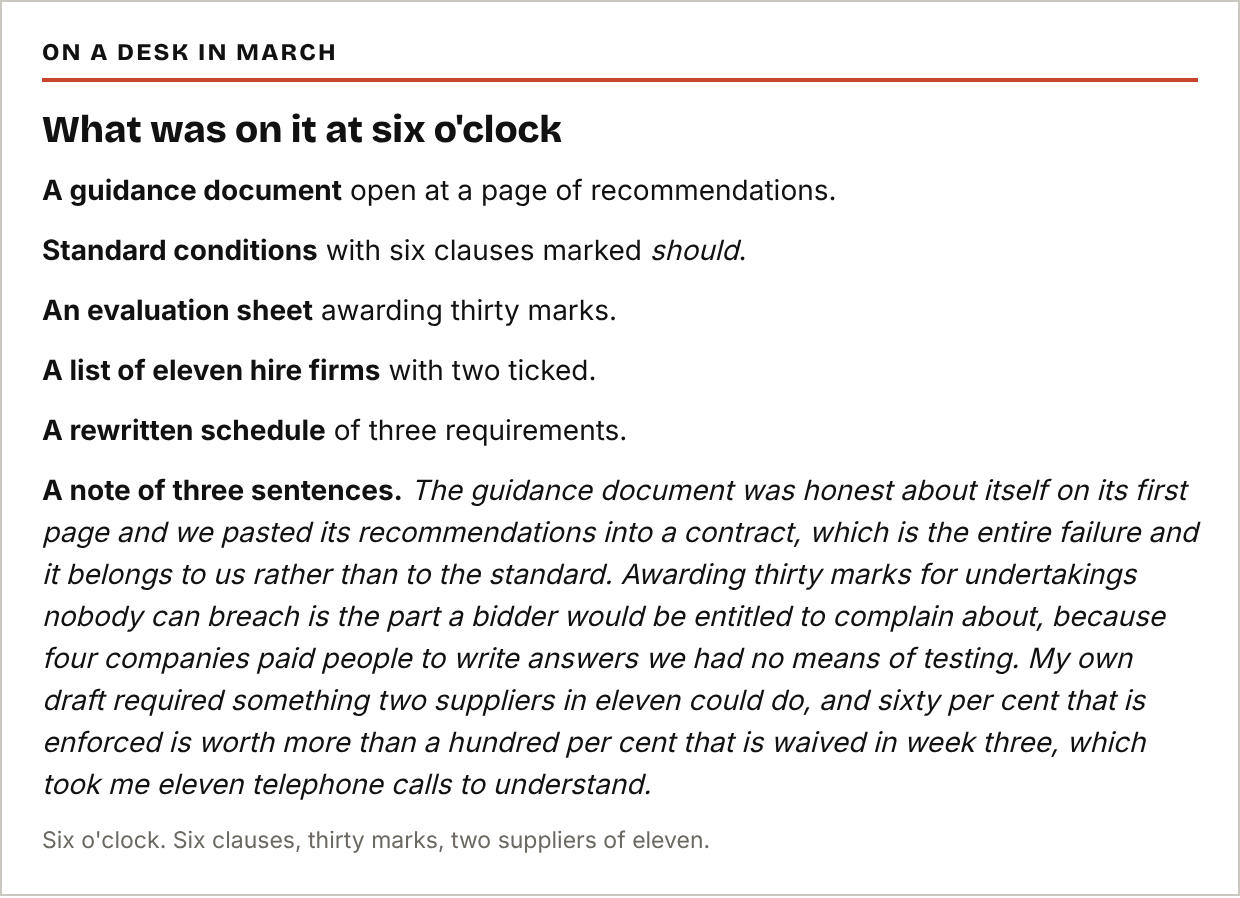 ON A DESK IN MARCH
What was on it at six o'clock
A guidance document open at a page of recommendations.
Standard conditions with six clauses marked should.
An evaluation sheet awarding thirty marks.
A list of eleven hire firms with two ticked.
A rewritten schedule of three requirements.
A note of three sentences. The guidance document was honest about itself on its first
page and we pasted its recommendations into a contract, which is the entire failure and
it belongs to us rather than to the standard. Awarding thirty marks for undertakings
nobody can breach is the part a bidder would be entitled to complain about, because
four companies paid people to write answers we had no means of testing. My own
draft required something two suppliers in eleven could do, and sixty per cent that is
enforced is worth more than a hundred per cent that is waived in week three, which
took me eleven telephone calls to understand.
Six o'clock. Six clauses, thirty marks, two suppliers of eleven.